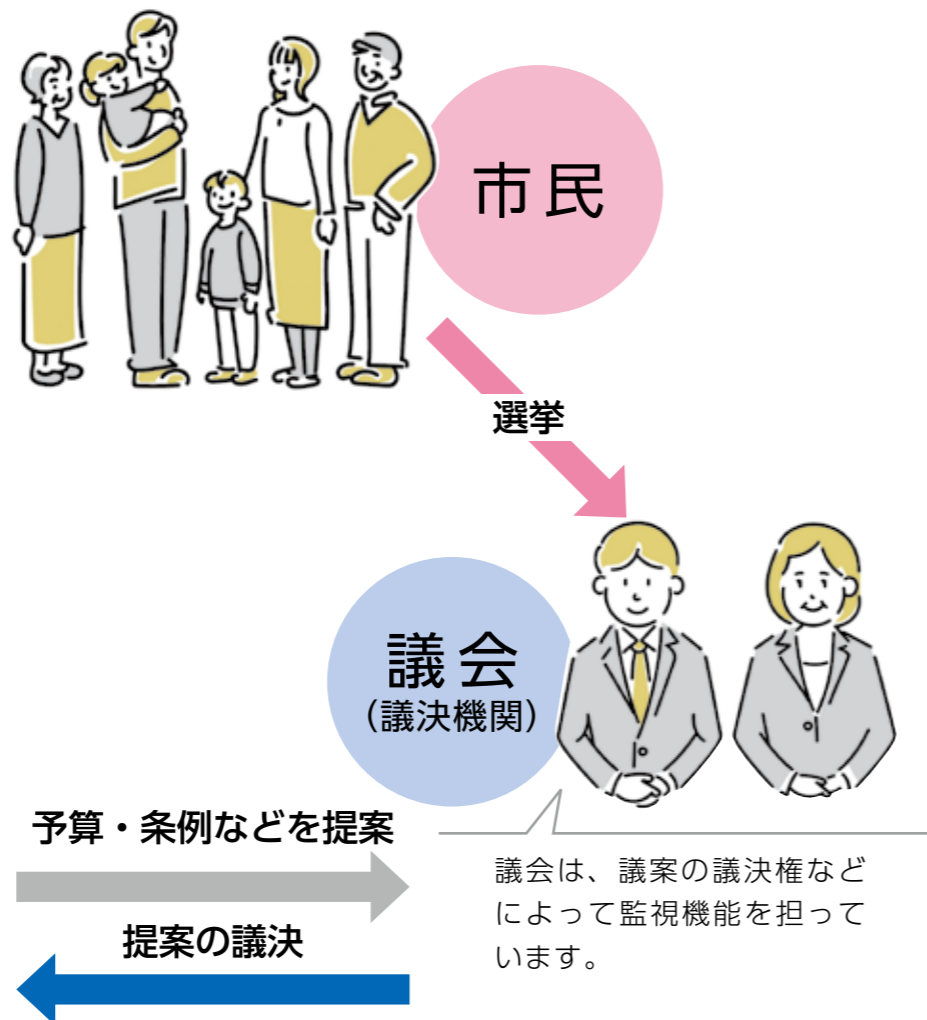 市民
選挙
議会
（議決機関）
予算・条例などを提案
提案の議決
議会は、議案の議決権など
によって監視機能を担って
います。